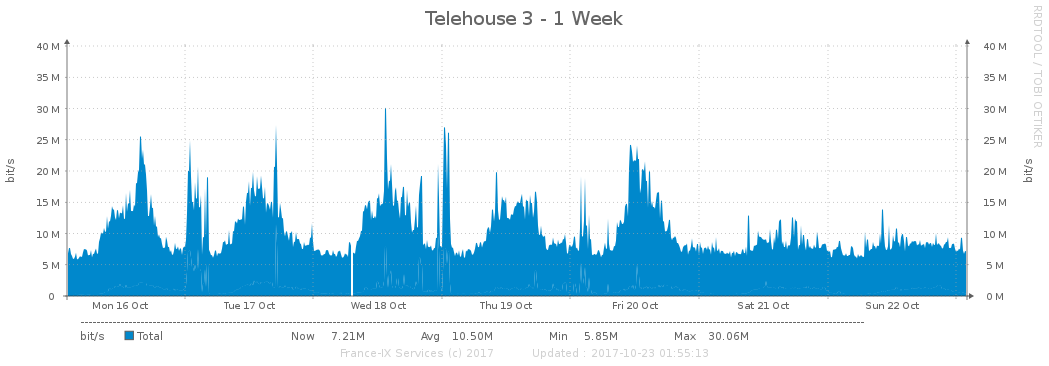 Telehouse 3 - 1 Week
RRDTOOL / TOBI OETIKER
bit/s
40 M 40 M
35 M 35 M
30 M 30 M
25 M 25 M
20 M 20 M
15 M 15 M
10 M 10 M
5 M 5 M
0 0 M
bit/s
Mon 16 Oct Tue 17 Oct Wed 18 Oct Thu 19 Oct Fri 20 Oct Sat 21 Oct Sun 22 Oct
bit/s Total Now 7.21M Avg 10.50M Min 5.85M Max 30.06M
France-IX Services (c) 2017 Updated : 2017-10-23 01:55:13